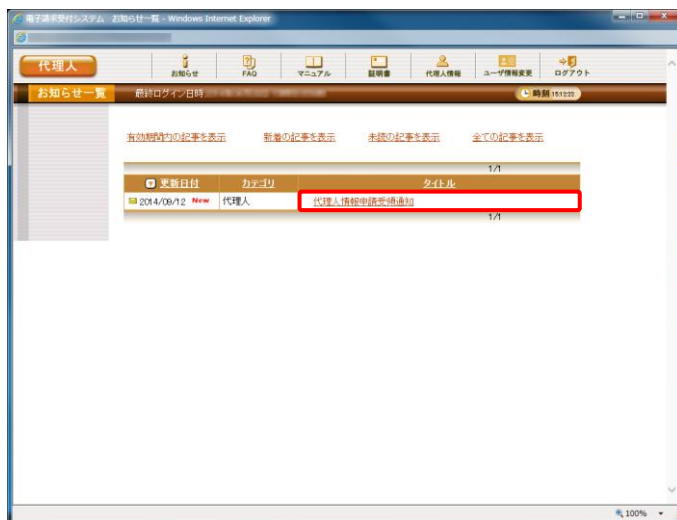 電子請求受付システム お知らせ一覧 - Windows Internet Explorer
代理人
お知らせ
FAQ
マニュアル
証明書
代理人情報
ユーザ情報変更
ログアウト
お知らせ一覧
最終ログイン日時
時刻 15:12:22
有効期間内の記事を表示 新着の記事を表示 未読の記事を表示 全ての記事を表示
1/1
更新日付 カテゴリ タイトル
2014/09/12 New 代理人 代理人情報申請受領通知
1/1
100%